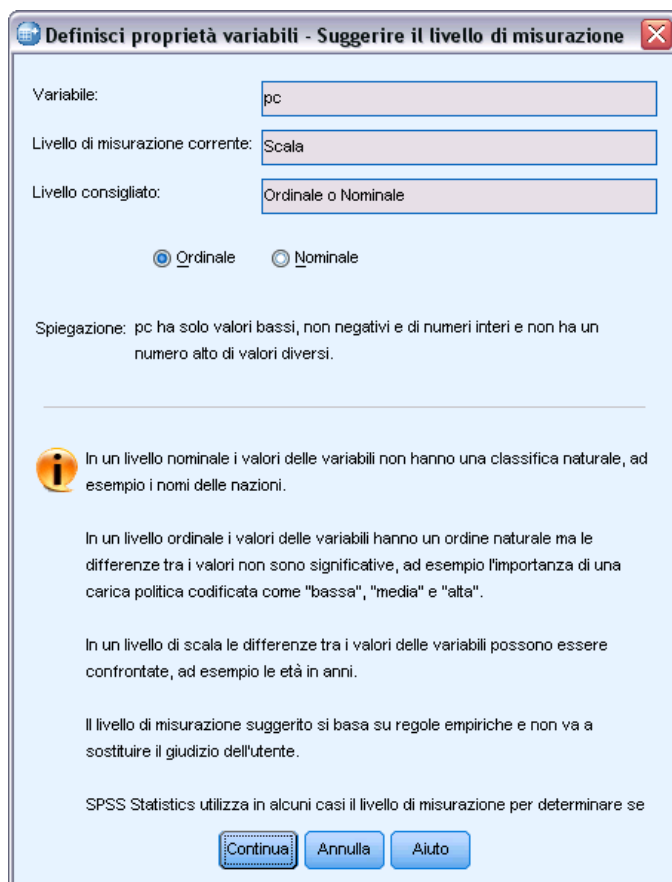 Definisci proprietà variabili - Suggerire il livello di misurazione
Variabile: pc
Livello di misurazione corrente: Scala
Livello consigliato: Ordinale o Nominale
Ordinale Nominale
Spiegazione: pc ha solo valori bassi, non negativi e di numeri interi e non ha un
numero alto di valori diversi.
In un livello nominale i valori delle variabili non hanno una classifica naturale, ad
esempio i nomi delle nazioni.
In un livello ordinale i valori delle variabili hanno un ordine naturale ma le
differenze tra i valori non sono significative, ad esempio l'importanza di una
carica politica codificata come "bassa", "media" e "alta".
In un livello di scala le differenze tra i valori delle variabili possono essere
confrontate, ad esempio le età in anni.
Il livello di misurazione suggerito si basa su regole empiriche e non va a
sostituire il giudizio dell'utente.
SPSS Statistics utilizza in alcuni casi il livello di misurazione per determinare se
Continua Annulla Aiuto